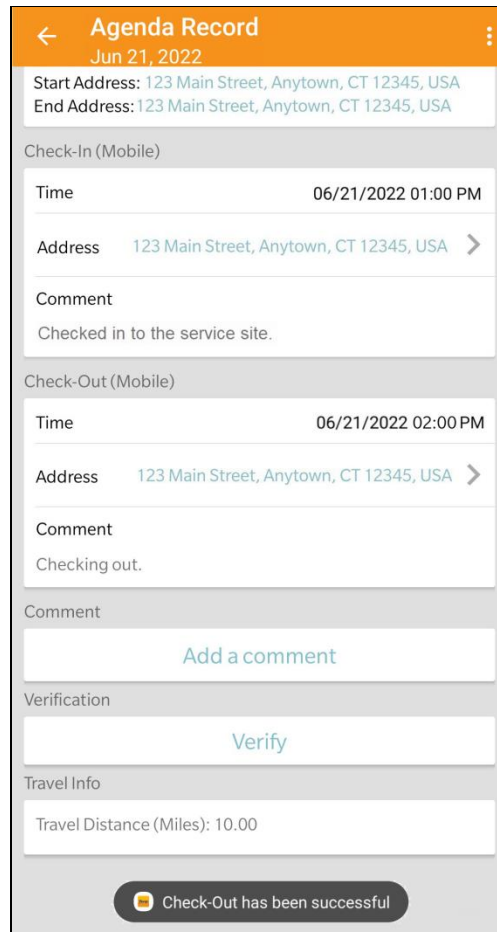 Agenda Record
Jun 21, 2022
Start Address: 123 Main Street, Anytown, CT 12345, USA
End Address: 123 Main Street, Anytown, CT 12345, USA
Check-In (Mobile)
Time 06/21/2022 01:00 PM
Address 123 Main Street, Anytown, CT 12345, USA
Comment
Checked in to the service site.
Check-Out (Mobile)
Time 06/21/2022 02:00 PM
Address 123 Main Street, Anytown, CT 12345, USA
Comment
Checking out.
Comment
Add a comment
Verification
Verify
Travel Info
Travel Distance (Miles): 10.00
Check-Out has been successful